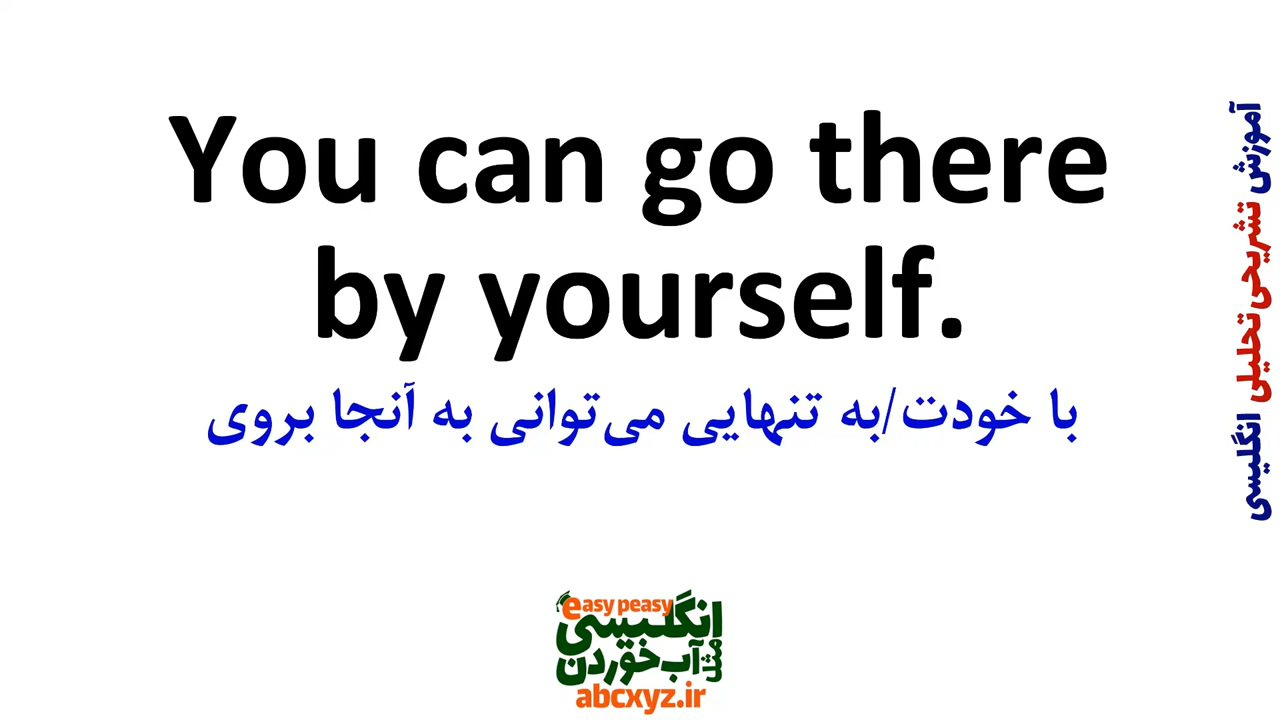 You can go there
by yourself.
با خودت/به تنهایی می‌توانی به آنجا بروی
آموزش تشریحی تحلیلی انگلیسی
easy peasy
انگلیسی
مثل آب خوردن
abcxyz.ir